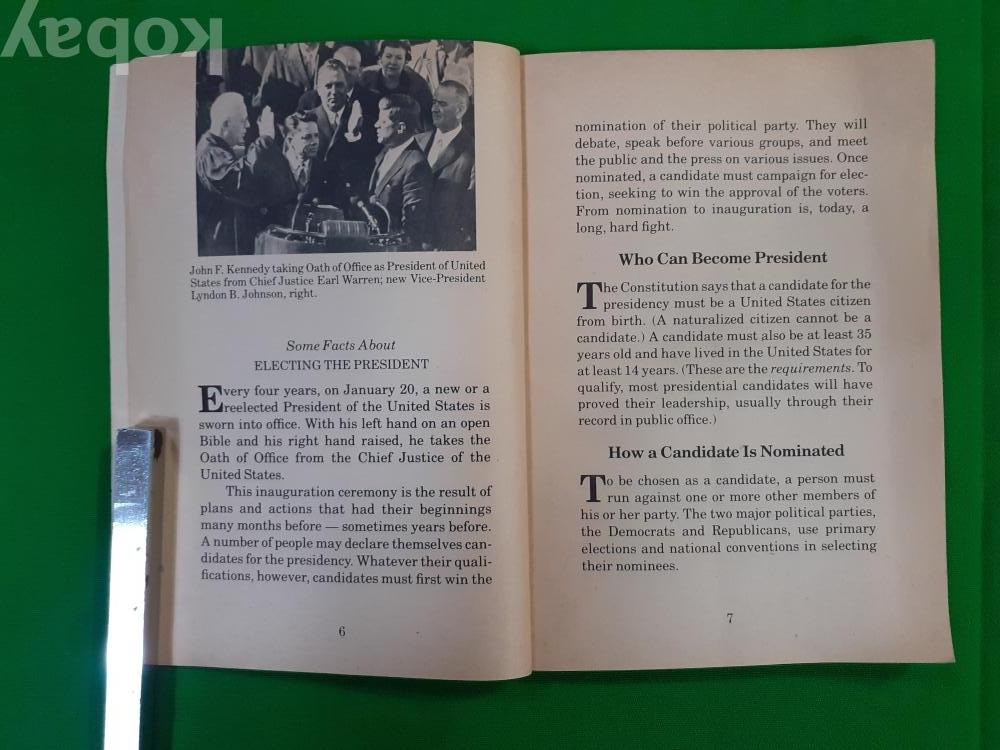 kobay
John F. Kennedy taking Oath of Office as President of United
States from Chief Justice Earl Warren; new Vice-President
Lyndon B. Johnson, right.
Some Facts About
ELECTING THE PRESIDENT
Every four years, on January 20, a new or a
reelected President of the United States is
sworn into office. With his left hand on an open
Bible and his right hand raised, he takes the
Oath of Office from the Chief Justice of the
United States.
This inauguration ceremony is the result of
plans and actions that had their beginnings
many months before — sometimes years before.
A number of people may declare themselves can-
didates for the presidency. Whatever their quali-
fications, however, candidates must first win the
6
nomination of their political party. They will
debate, speak before various groups, and meet
the public and the press on various issues. Once
nominated, a candidate must campaign for elec-
tion, seeking to win the approval of the voters.
From nomination to inauguration is, today, a
long, hard fight.
Who Can Become President
The Constitution says that a candidate for the
presidency must be a United States citizen
from birth. (A naturalized citizen cannot be a
candidate.) A candidate must also be at least 35
years old and have lived in the United States for
at least 14 years. (These are the requirements. To
qualify, most presidential candidates will have
proved their leadership, usually through their
record in public office.)
How a Candidate Is Nominated
To be chosen as a candidate, a person must
run against one or more other members of
his or her party. The two major political parties,
the Democrats and Republicans, use primary
elections and national conventions in selecting
their nominees.
7